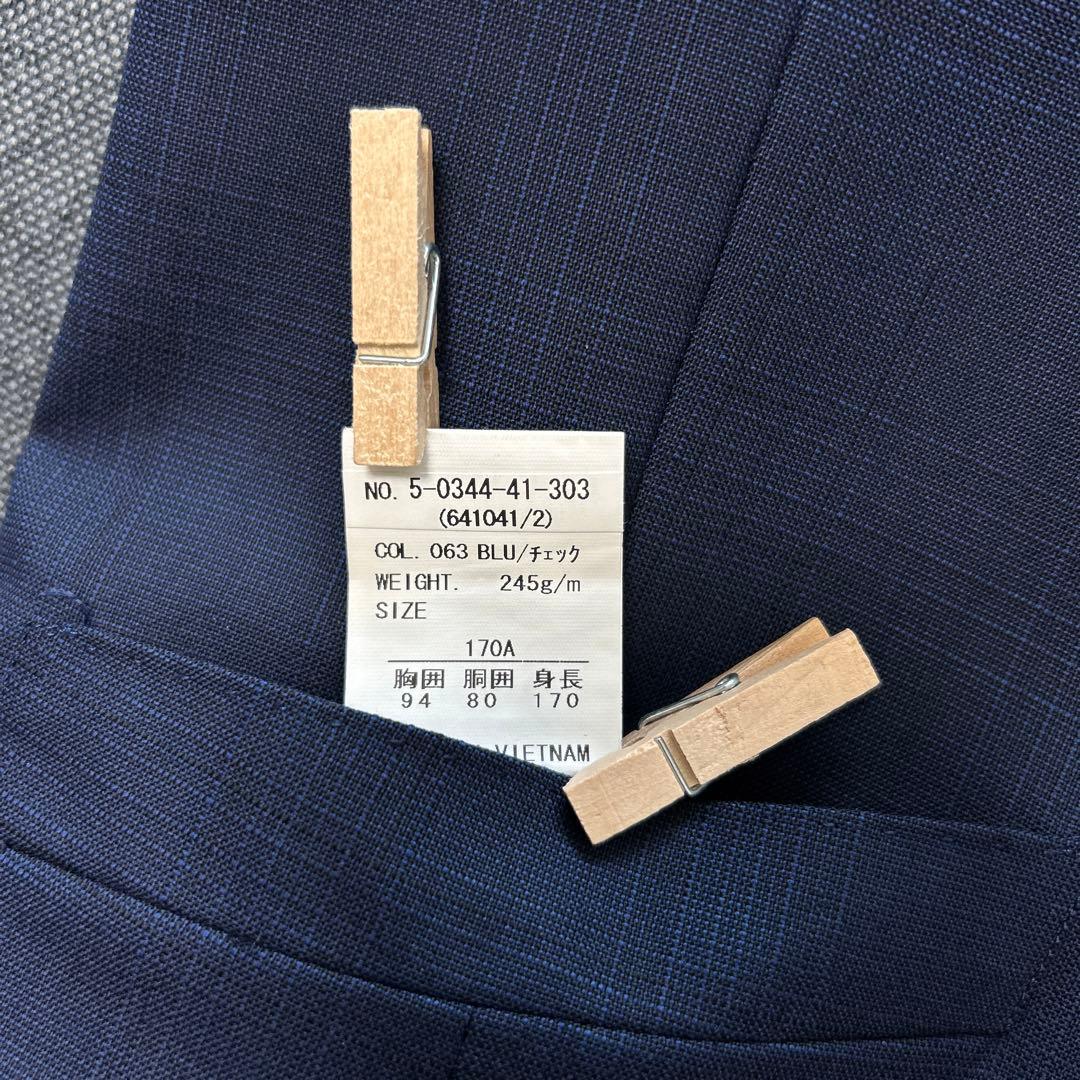 NO. 5-0344-41-303
(641041/2)
COL. 063 BLU/ﾁｪｯｸ
WEIGHT. 245g/m
SIZE
170A
胸囲 胴囲 身長
94 80 170
VIETNAM